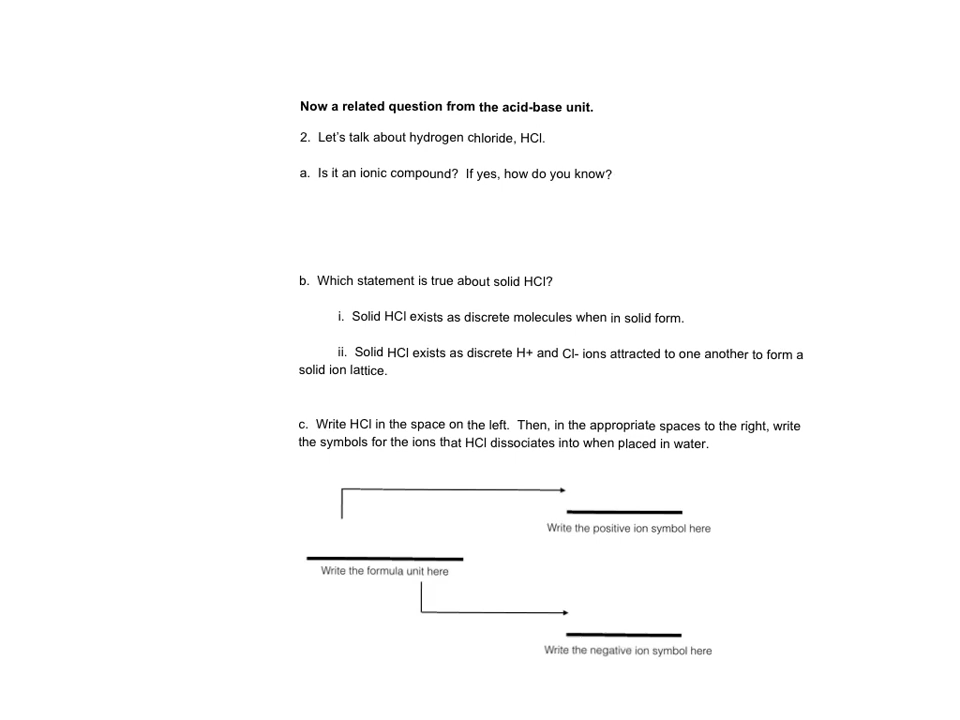 Now a related question from the acid-base unit.
2. Let's talk about hydrogen chloride, HCl.
a. Is it an ionic compound? If yes, how do you know?
b. Which statement is true about solid HCl?
i. Solid HCl exists as discrete molecules when in solid form.
ii. Solid HCl exists as discrete H+ and Cl- ions attracted to one another to form a
solid ion lattice.
c. Write HCl in the space on the left. Then, in the appropriate spaces to the right, write
the symbols for the ions that HCl dissociates into when placed in water.
Write the positive ion symbol here
Write the formula unit here
Write the negative ion symbol here